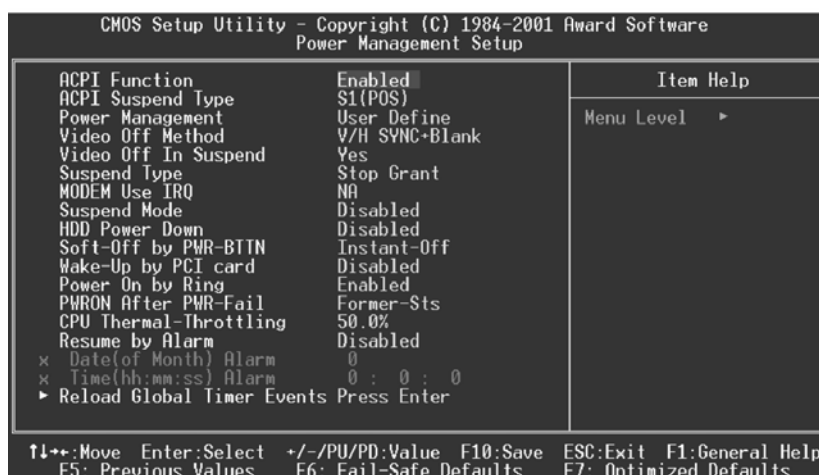 CMOS Setup Utility - Copyright (C) 1984-2001 Award Software
Power Management Setup
ACPI Function Enabled
ACPI Suspend Type S1(POS)
Power Management User Define
Video Off Method V/H SYNC+Blank
Video Off In Suspend Yes
Suspend Type Stop Grant
MODEM Use IRQ NA
Suspend Mode Disabled
HDD Power Down Disabled
Soft-Off by PWR-BTTN Instant-Off
Wake-Up by PCI card Disabled
Power On by Ring Enabled
PWRON After PWR-Fail Former-Sts
CPU Thermal-Throttling 50.0%
Resume by Alarm Disabled
x Date(of Month) Alarm 0
x Time(hh:mm:ss) Alarm 0 : 0 : 0
► Reload Global Timer Events Press Enter
Item Help
Menu Level ►
↑↓→←:Move Enter:Select +/-/PU/PD:Value F10:Save ESC:Exit F1:General Help
F5: Previous Values F6: Fail-Safe Defaults F7: Optimized Defaults